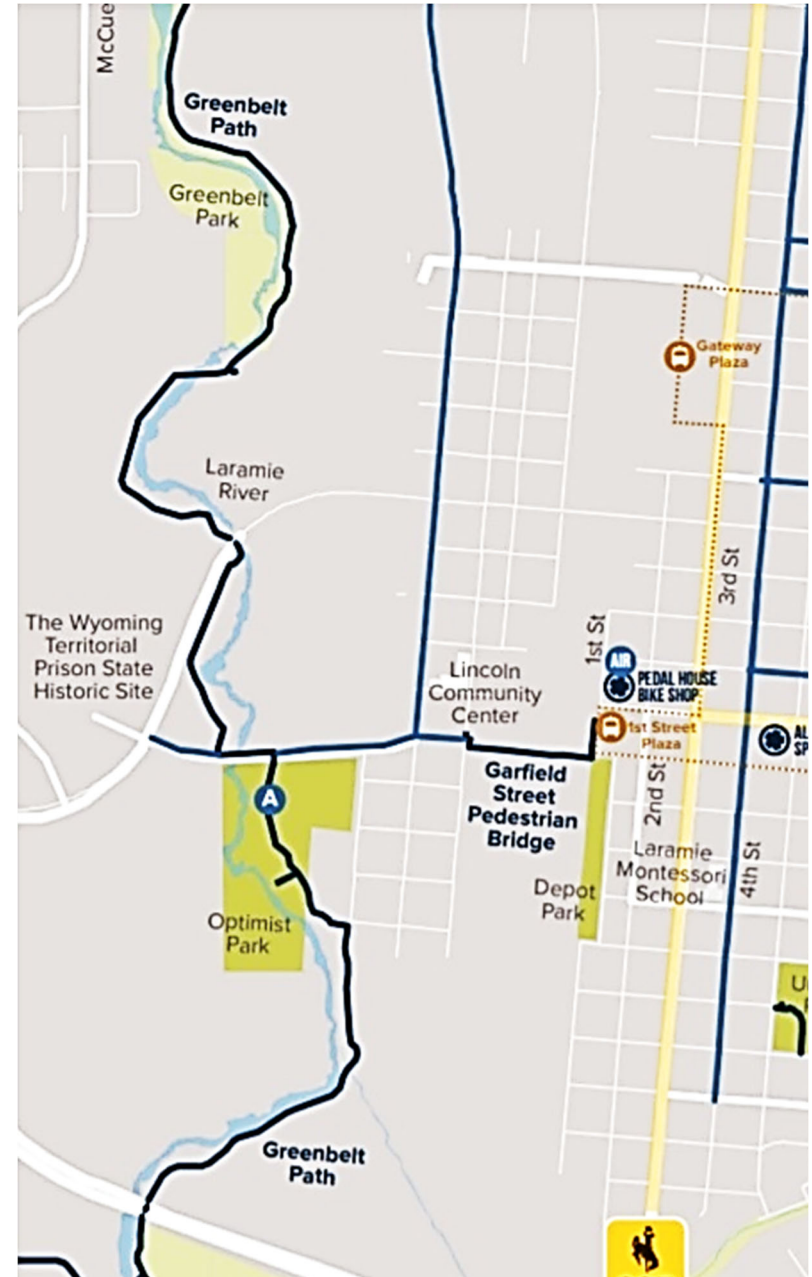 McCue
Greenbelt
Path
Greenbelt
Park
Gateway
Plaza
Laramie
River
3rd St
The Wyoming
Territorial
Prison State
Historic Site
1st St
AIR
PEDAL HOUSE
BIKE SHOP
Lincoln
Community
Center
1st Street
Plaza
AL
SP
Garfield
Street
Pedestrian
Bridge
2nd St
A
Laramie
Montessori
School
4th St
Depot
Park
Optimist
Park
U
Greenbelt
Path